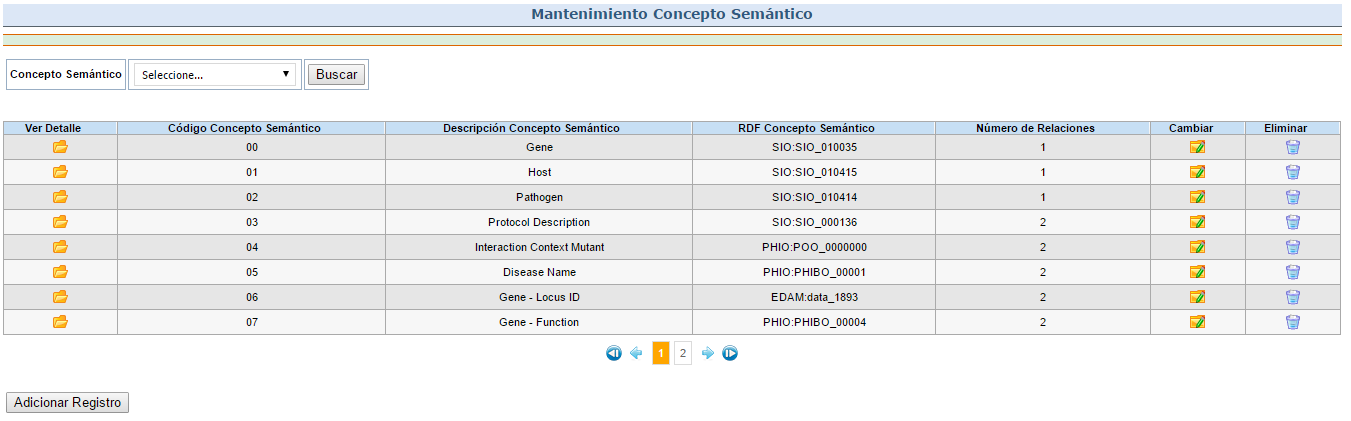 Mantenimiento Concepto Semántico
Concepto Semántico Seleccione... Buscar
Ver Detalle Código Concepto Semántico Descripción Concepto Semántico RDF Concepto Semántico Número de Relaciones Cambiar Eliminar
00 Gene SIO:SIO_010035 1
01 Host SIO:SIO_010415 1
02 Pathogen SIO:SIO_010414 1
03 Protocol Description SIO:SIO_000136 2
04 Interaction Context Mutant PHIO:POO_0000000 2
05 Disease Name PHIO:PHIBO_00001 2
06 Gene - Locus ID EDAM:data_1893 2
07 Gene - Function PHIO:PHIBO_00004 2
1 2
Adicionar Registro